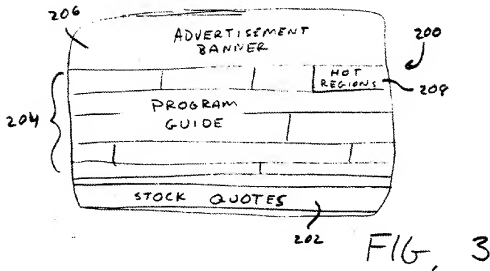 206
ADVERTISEMENT
BANNER
200
HOT
REGIONS
208
204
PROGRAM
GUIDE
STOCK QUOTES
202
FIG, 3